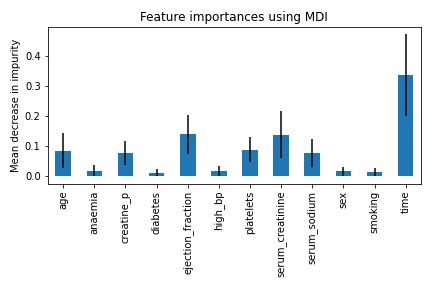 Feature importances using MDI
Mean decrease in impurity
0.4
0.3
0.2
0.1
0.0
age
anaemia
creatine_p
diabetes
ejection_fraction
high_bp
platelets
serum_creatinine
serum_sodium
sex
smoking
time